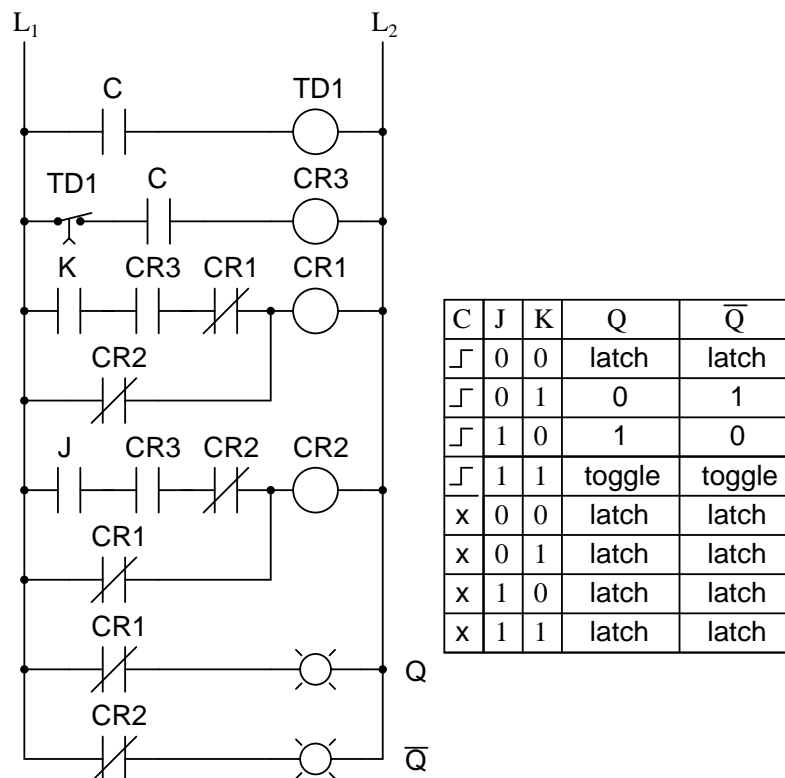 L₁ L₂
C TD1
TD1 C CR3
K CR3 CR1 CR1
CR2
J CR3 CR2 CR2
CR1
CR1
Q
CR2
Q̅
C J K Q Q̅
0 0 latch latch
0 1 0 1
1 0 1 0
1 1 toggle toggle
x 0 0 latch latch
x 0 1 latch latch
x 1 0 latch latch
x 1 1 latch latch